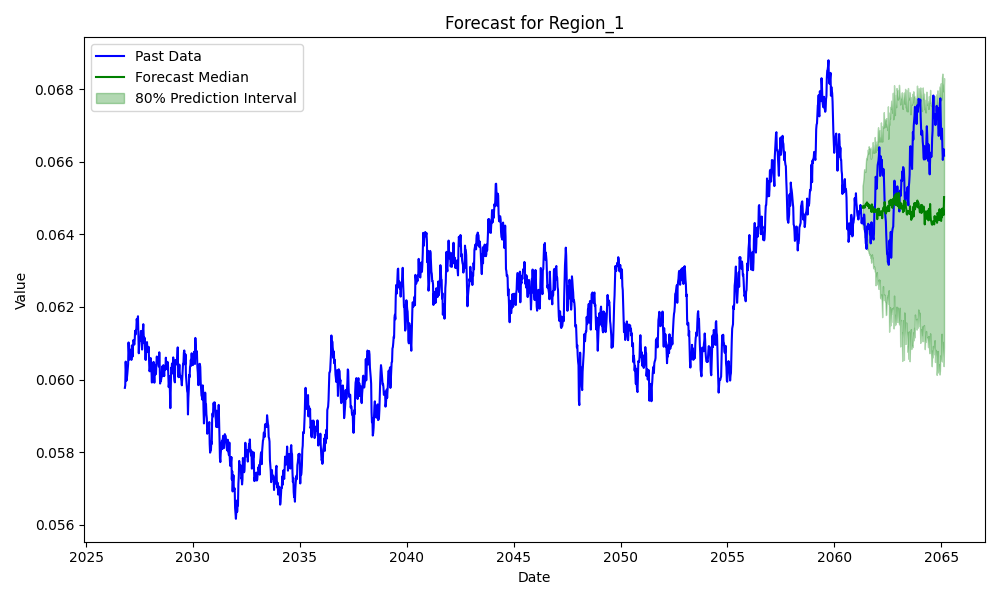 Forecast for Region_1
Past Data
Forecast Median
80% Prediction Interval
Value
0.068
0.066
0.064
0.062
0.060
0.058
0.056
2025 2030 2035 2040 2045 2050 2055 2060 2065
Date